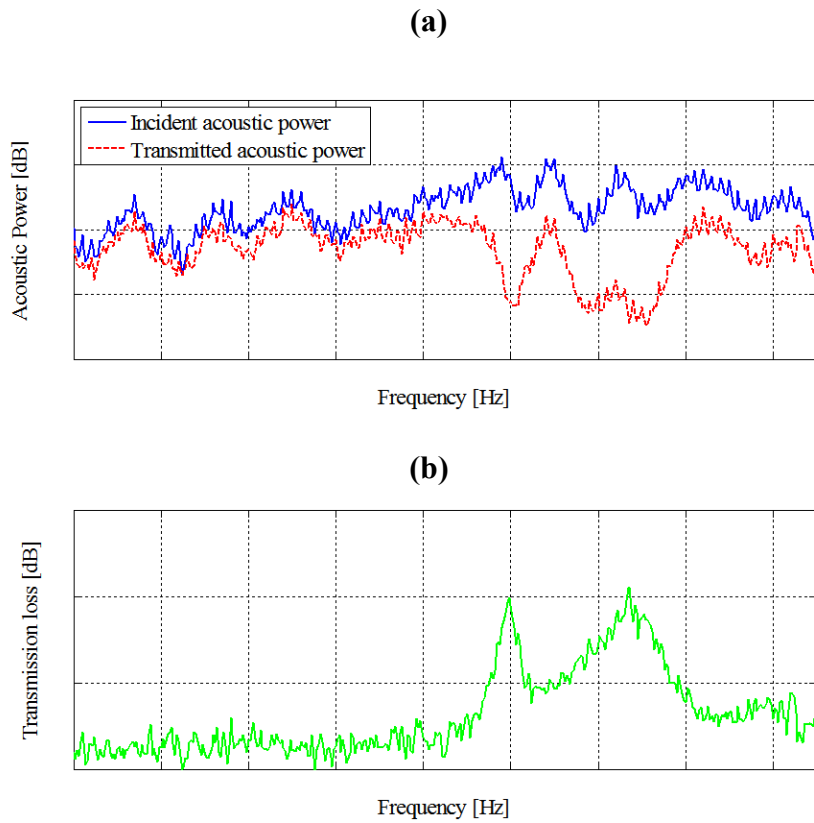 (a)
Incident acoustic power
Transmitted acoustic power
Acoustic Power [dB]
Frequency [Hz]
(b)
Transmission loss [dB]
Frequency [Hz]